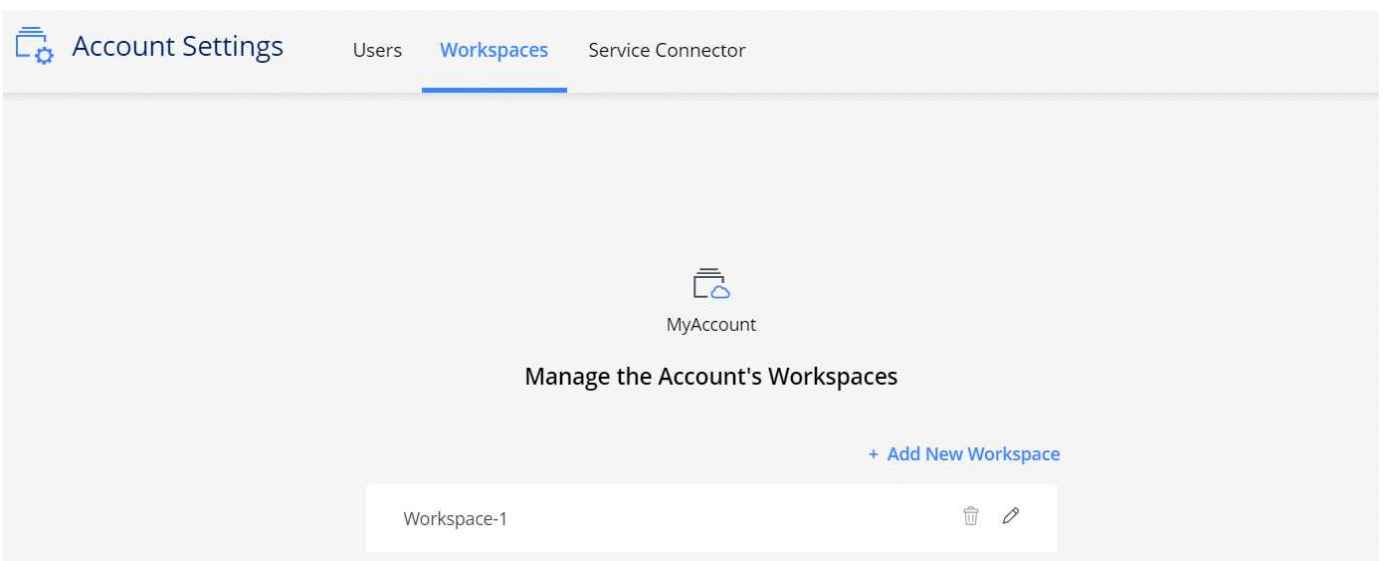 Account Settings Users Workspaces Service Connector
MyAccount
Manage the Account's Workspaces
+ Add New Workspace
Workspace-1